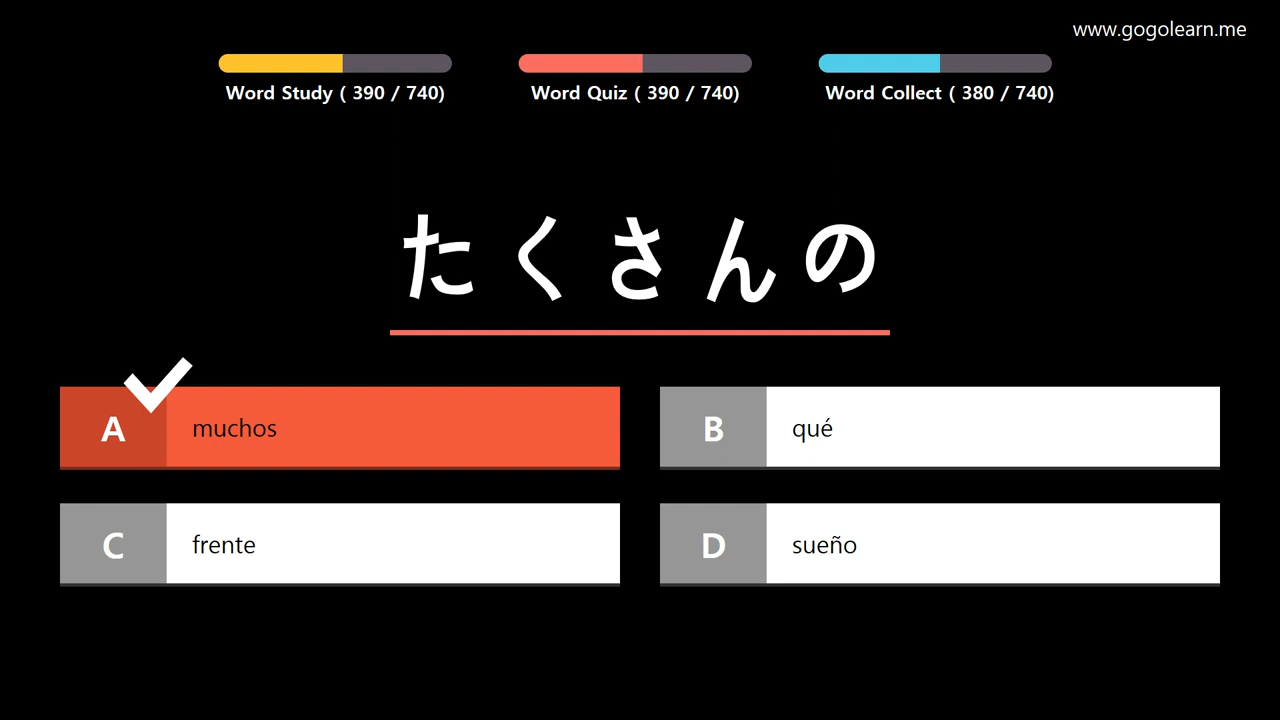 www.gogolearn.me
Word Study ( 390 / 740)
Word Quiz ( 390 / 740)
Word Collect ( 380 / 740)
たくさんの
A muchos
B qué
C frente
D sueño